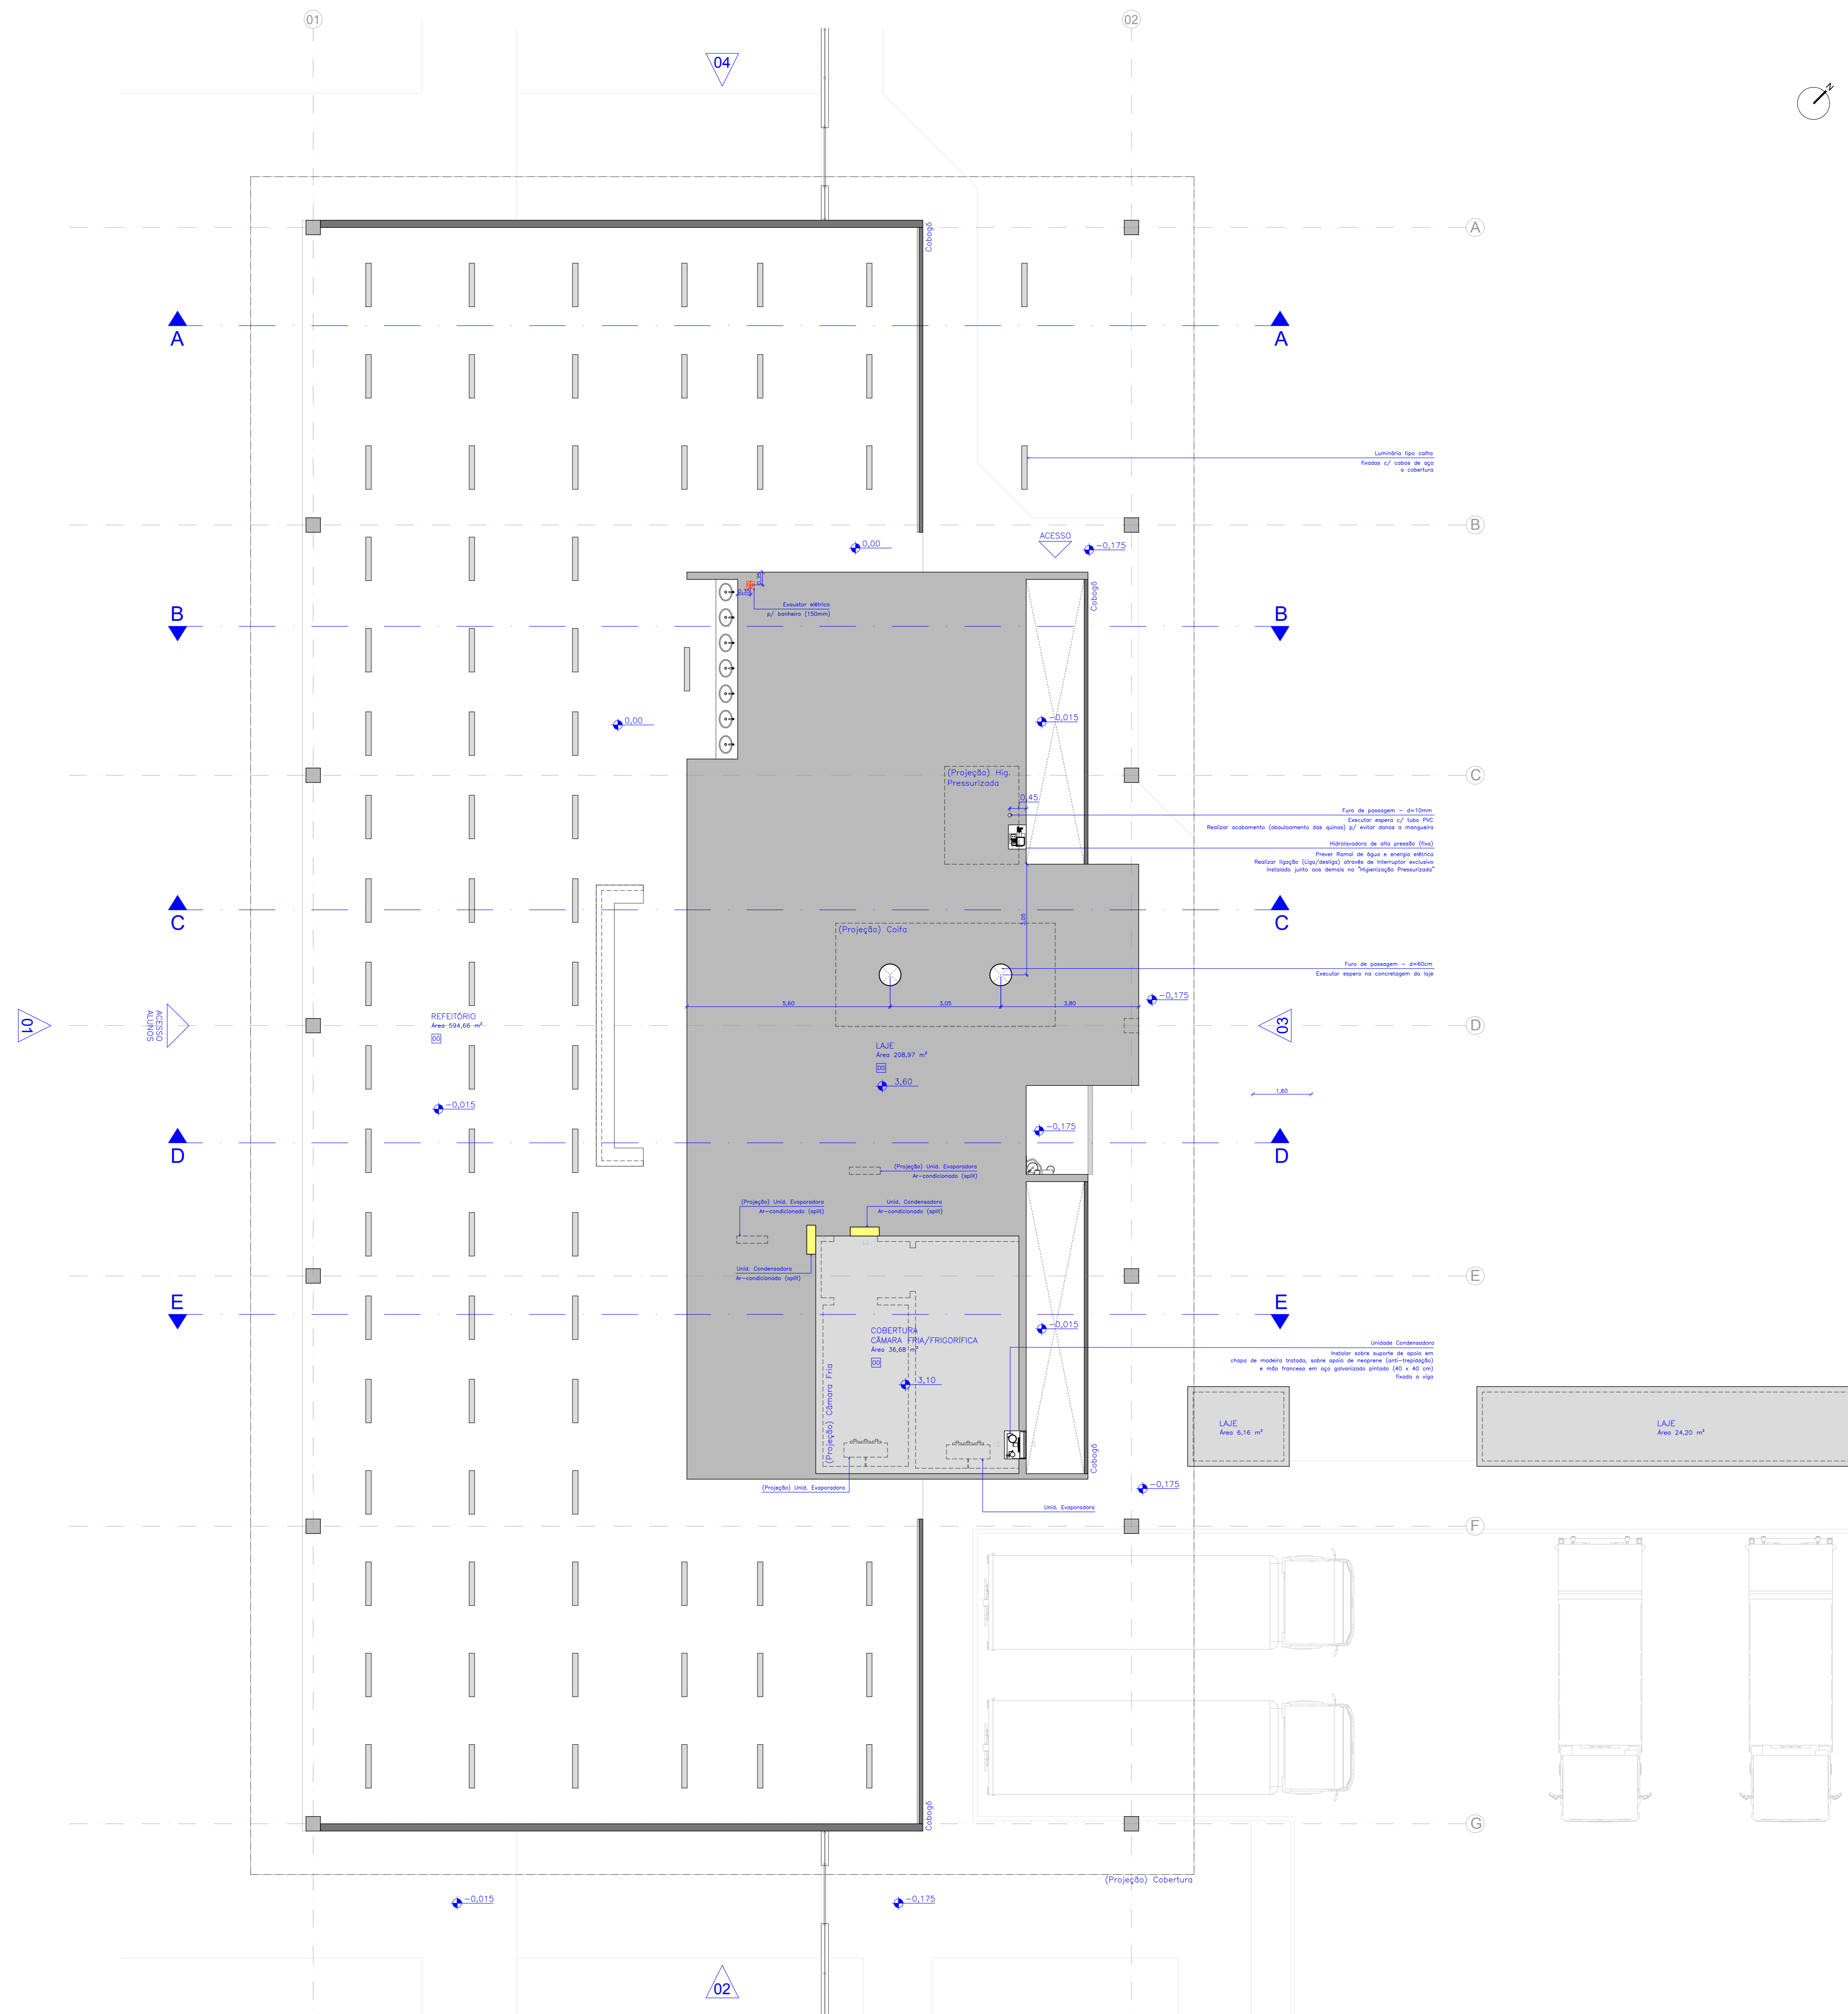 01
02
04
N
Cobogó
A
A
A
Luminária tipo calha
fixadas c/ cabos de aço
a cobertura
B
ACESSO
0,00
-0,175
0,35
0,35
Cobogó
Exaustor elétrico
p/ banheiro (150mm)
B
B
-0,015
0,00
(Projeção) Hig.
Pressurizada
C
0,45
Furo de passagem - d=10mm
Executar espera c/ tubo PVC
Realizar acabamento (abouloamento das quinas) p/ evitar danos a mangueira
Hidrolavadora de alta pressão (fixa)
Prever Ramal de água e energia elétrica
Realizar ligação (Liga/desliga) através de Interruptor exclusivo
instalado junto aos demais na "Higienização Pressurizada"
C
C
(Projeção) Coifa
Furo de passagem - d=60cm
Executar espera na concretagem da laje
5,60
3,05
3,80
-0,175
01
ACESSO
ALUNOS
REFEITÓRIO
Área 594,66 m²
00
03
D
LAJE
Área 208,97 m²
00
3,60
1,60
-0,015
-0,175
D
D
(Projeção) Unid. Evaporadora
Ar-condicionado (split)
(Projeção) Unid. Evaporadora
Ar-condicionado (split)
Unid. Condensadora
Ar-condicionado (split)
Unid. Condensadora
Ar-condicionado (split)
E
E
E
COBERTURA
CÂMARA FRIA/FRIGORÍFICA
Área 36,68 m²
00
3,10
-0,015
(Projeção) Câmara Fria
Unidade Condensadora
Instalar sobre suporte de apoio em
chapa de madeira tratada, sobre apoio de neoprene (anti-trepidação)
e mão francesa em aço galvanizado pintado (40 x 40 cm)
fixada a viga
LAJE
Área 6,16 m²
LAJE
Área 24,20 m²
Cobogó
(Projeção) Unid. Evaporadora
Unid. Evaporadora
-0,175
F
Cobogó
G
(Projeção) Cobertura
-0,015
-0,175
02